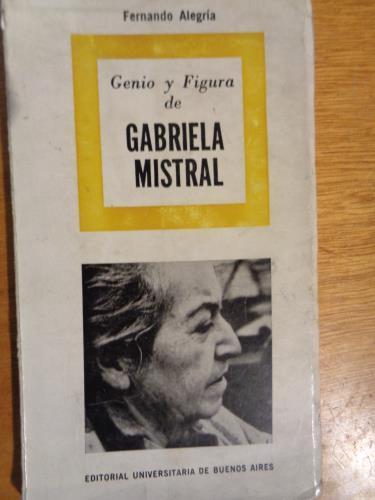 Fernando Alegría
Genio y Figura
de
GABRIELA
MISTRAL
EDITORIAL UNIVERSITARIA DE BUENOS AIRES